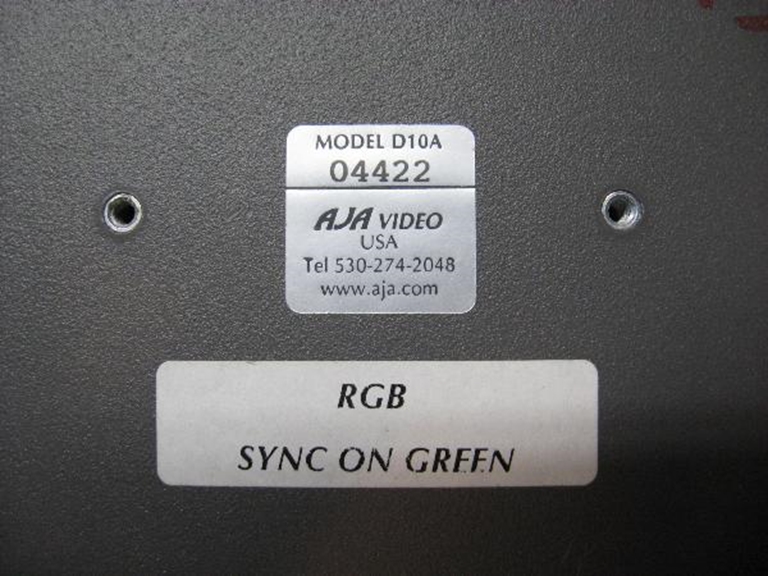 MODEL D10A
04422
AJA VIDEO
USA
Tel 530-274-2048
www.aja.com
RGB
SYNC ON GREEN